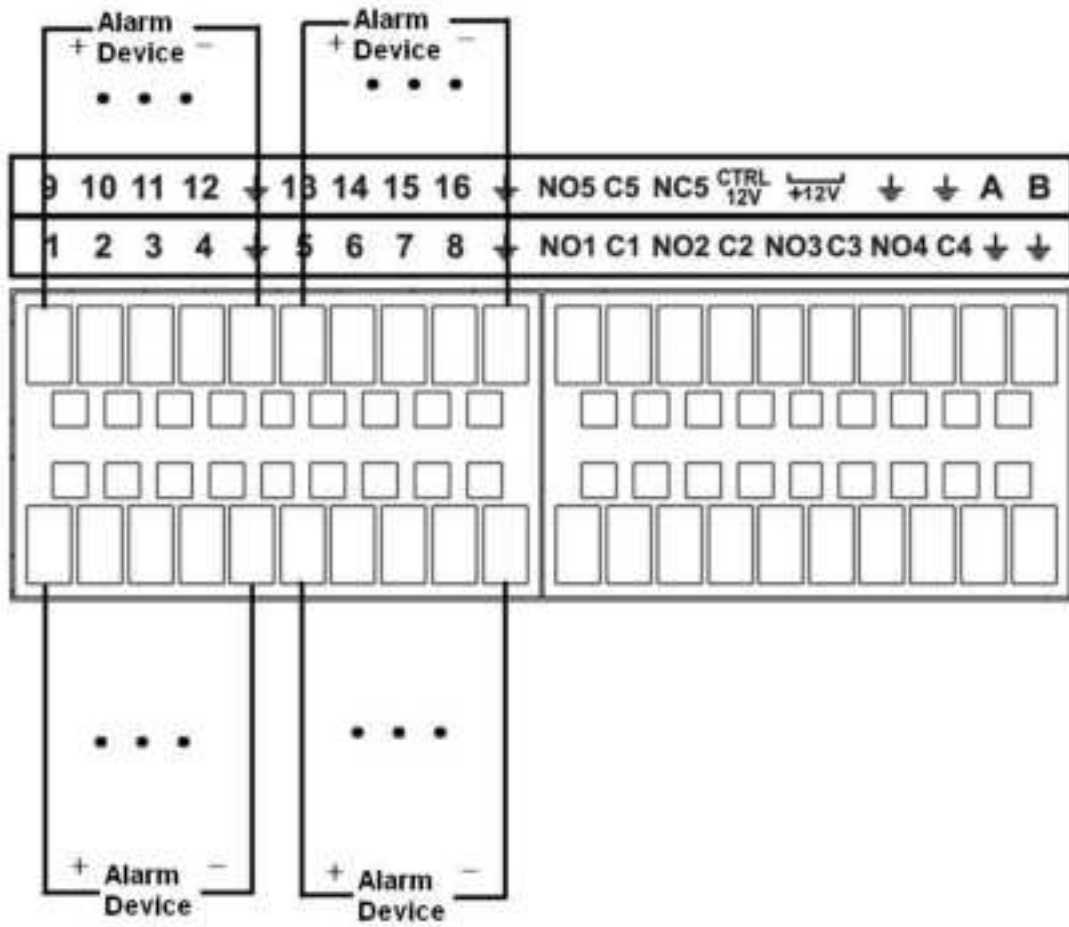 Alarm
+ Device −
Alarm
+ Device −
9 10 11 12 ⏚ 13 14 15 16 ⏚ NO5 C5 NC5 CTRL 12V +12V ⏚ ⏚ A B
1 2 3 4 ⏚ 5 6 7 8 ⏚ NO1 C1 NO2 C2 NO3 C3 NO4 C4 ⏚ ⏚
+ Alarm −
Device
+ Alarm −
Device